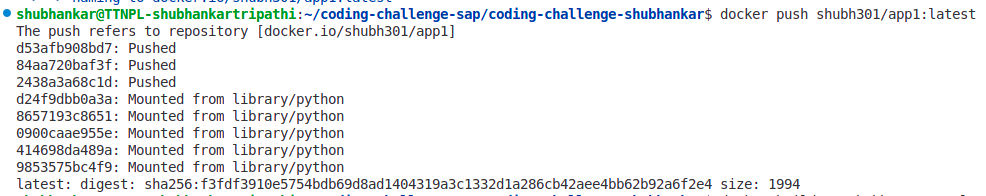 shubhankar@TTNPL-shubhankartripathi:~/coding-challenge-sap/coding-challenge-shubhankar$ docker push shubh301/app1:latest
The push refers to repository [docker.io/shubh301/app1]
d53afb908bd7: Pushed
84aa720baf3f: Pushed
2438a3a68c1d: Pushed
d24f9dbb0a3a: Mounted from library/python
8657193c8651: Mounted from library/python
0900caae955e: Mounted from library/python
414698da489a: Mounted from library/python
9853575bc4f9: Mounted from library/python
latest: digest: sha256:f3fdf3910e5754bdb69d8ad1404319a3c1332d1a286cb42aee4bb62b92a6f2e4 size: 1994